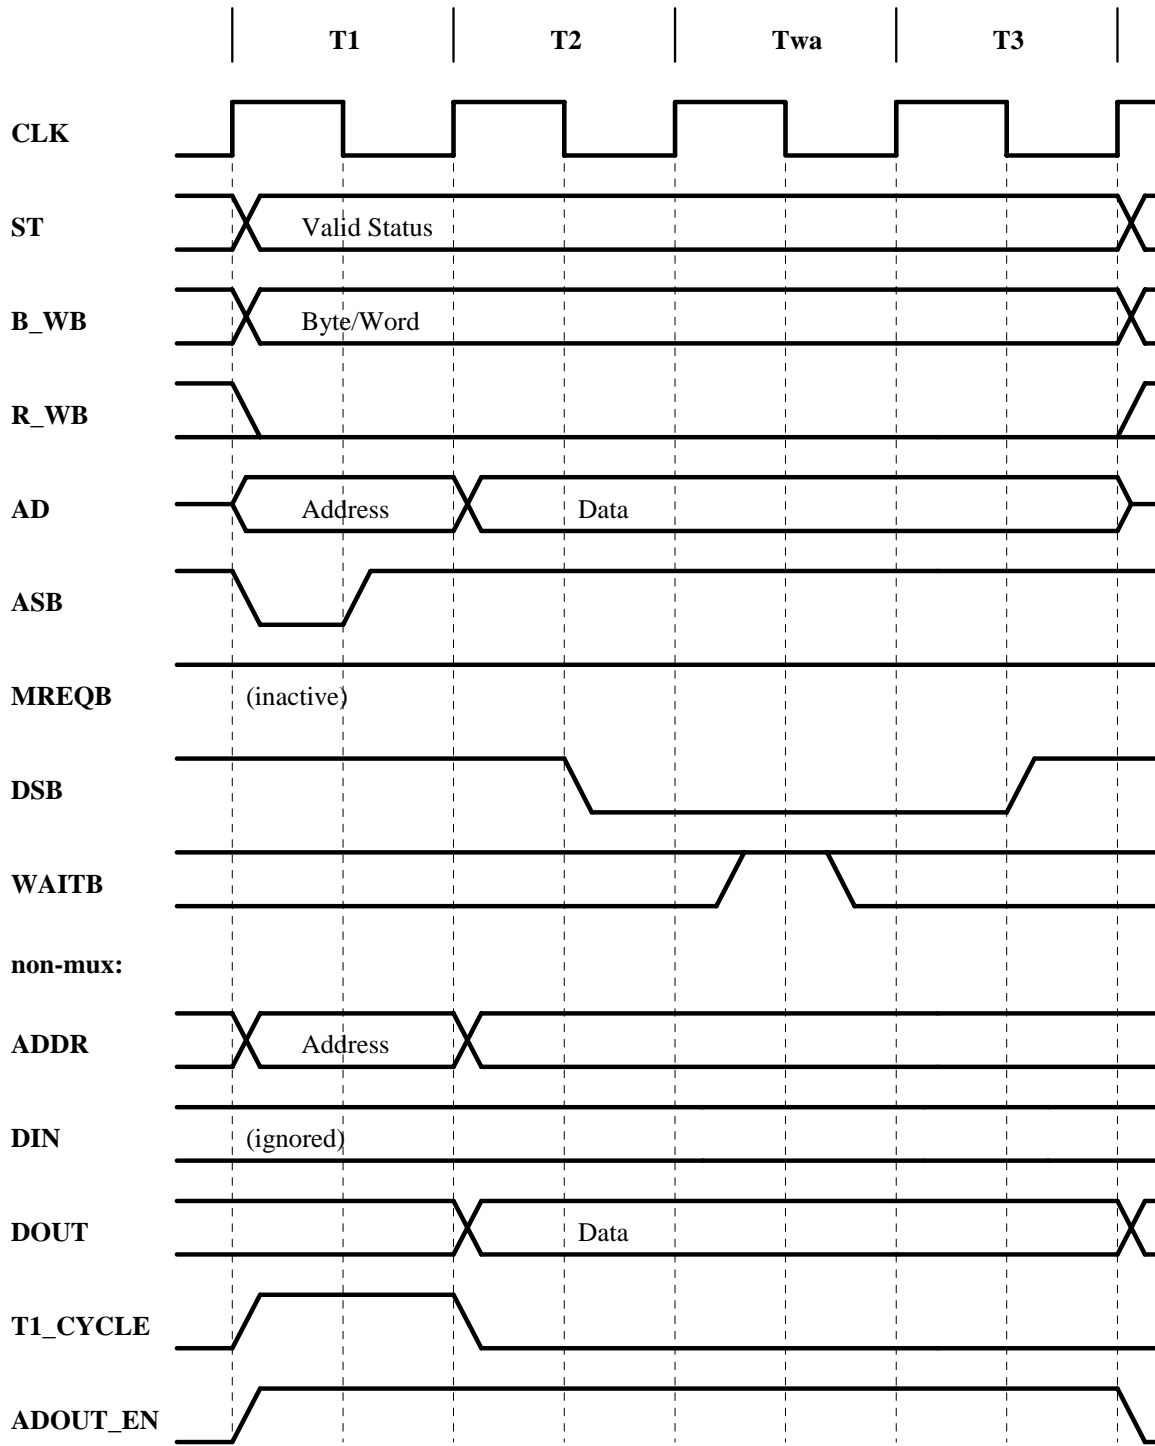 T1 T2 Twa T3
CLK
ST Valid Status
B_WB Byte/Word
R_WB
AD Address Data
ASB
MREQB (inactive)
DSB
WAITB
non-mux:
ADDR Address
DIN (ignored)
DOUT Data
T1_CYCLE
ADOUT_EN